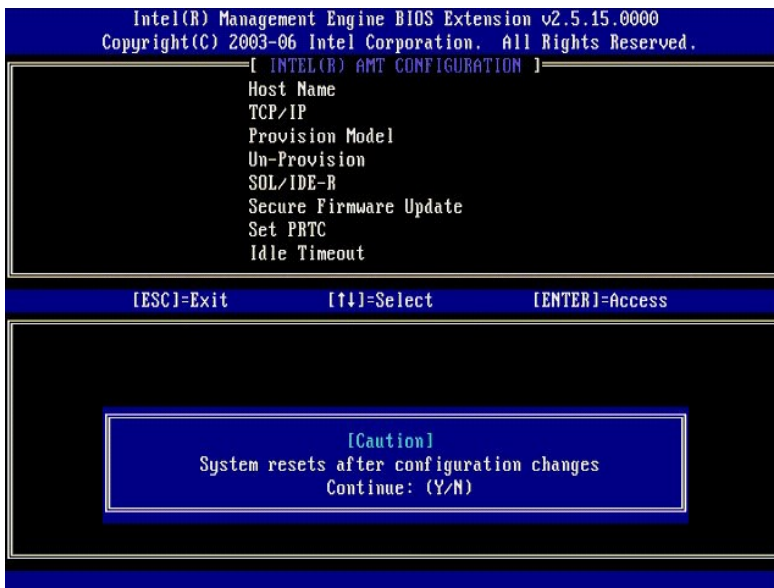 Intel(R) Management Engine BIOS Extension v2.5.15.0000
Copyright(C) 2003-06 Intel Corporation. All Rights Reserved.
[ INTEL(R) AMT CONFIGURATION ]
Host Name
TCP/IP
Provision Model
Un-Provision
SOL/IDE-R
Secure Firmware Update
Set PRTC
Idle Timeout
[ESC]=Exit [↑↓]=Select [ENTER]=Access
[Caution]
System resets after configuration changes
Continue: (Y/N)